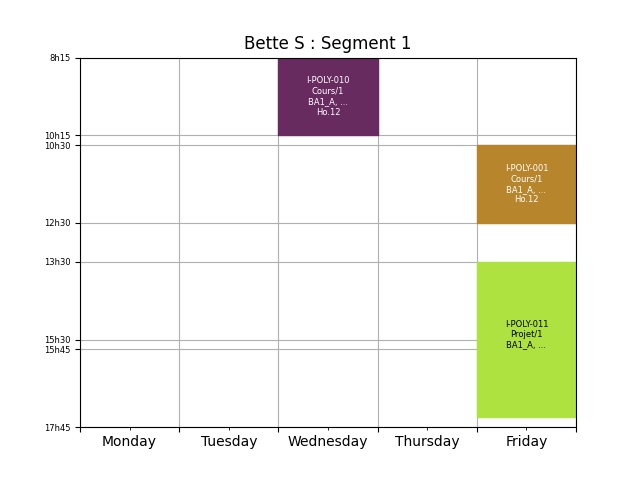 Bette S : Segment 1
8h15
I-POLY-010
Cours/1
BA1_A, ...
Ho.12
10h15
10h30
I-POLY-001
Cours/1
BA1_A, ...
Ho.12
12h30
13h30
I-POLY-011
Projet/1
BA1_A, ...
15h30
15h45
17h45
Monday Tuesday Wednesday Thursday Friday